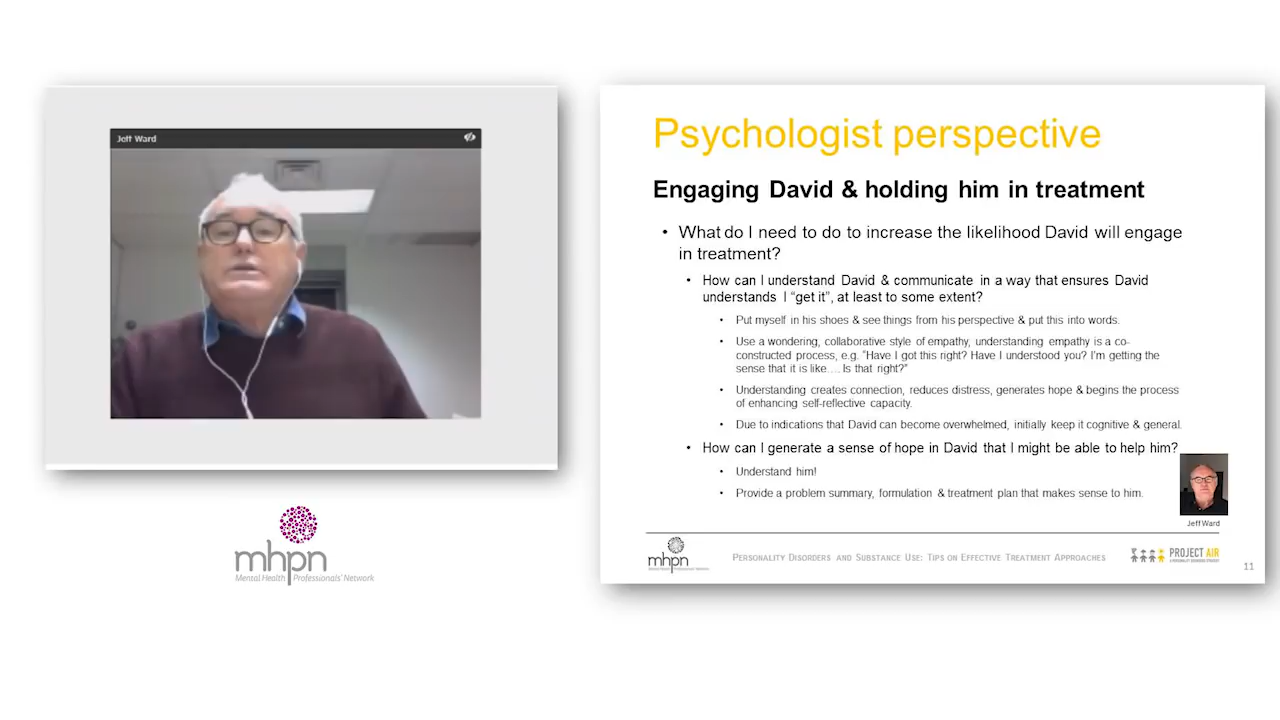 Jeff Ward
mhpn
Mental Health Professionals' Network
Psychologist perspective
Engaging David & holding him in treatment
• What do I need to do to increase the likelihood David will engage
in treatment?
• How can I understand David & communicate in a way that ensures David
understands I “get it”, at least to some extent?
• Put myself in his shoes & see things from his perspective & put this into words.
• Use a wondering, collaborative style of empathy, understanding empathy is a co-
constructed process, e.g. “Have I got this right? Have I understood you? I'm getting the
sense that it is like…. Is that right?”
• Understanding creates connection, reduces distress, generates hope & begins the process
of enhancing self-reflective capacity.
• Due to indications that David can become overwhelmed, initially keep it cognitive & general.
• How can I generate a sense of hope in David that I might be able to help him?
• Understand him!
• Provide a problem summary, formulation & treatment plan that makes sense to him.
Jeff Ward
mhpn
Personality Disorders and Substance Use: Tips on Effective Treatment Approaches
PROJECT AIR
11